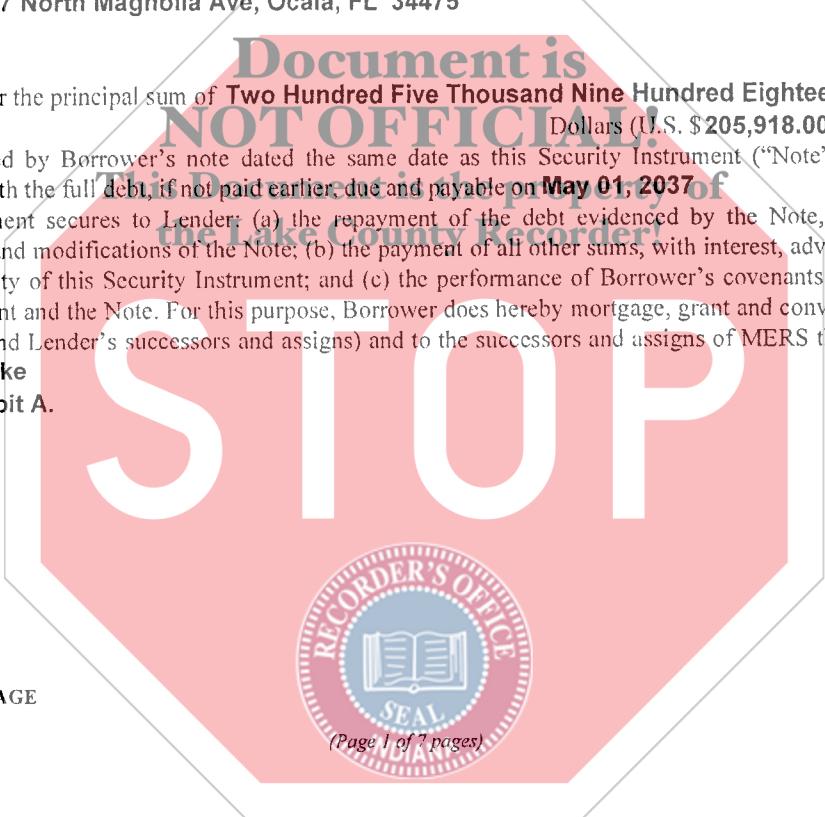 7 North Magnolia Ave, Ocala, FL 34475
Document is
r the principal sum of Two Hundred Five Thousand Nine Hundred Eightee
NOT OFFICIAL!
Dollars (U.S. $205,918.00
d by Borrower's note dated the same date as this Security Instrument ("Note"
This Document is the property of
th the full debt, if not paid earlier, due and payable on May 01, 2037
ent secures to Lender: (a) the repayment of the debt evidenced by the Note,
the Lake County Recorder!
nd modifications of the Note; (b) the payment of all other sums, with interest, adv
ty of this Security Instrument; and (c) the performance of Borrower's covenants
nt and the Note. For this purpose, Borrower does hereby mortgage, grant and conv
nd Lender's successors and assigns) and to the successors and assigns of MERS t
ke
bit A.
STOP
RECORDER'S OFFICE
SEAL
INDIANA
AGE
(Page 1 of 7 pages)